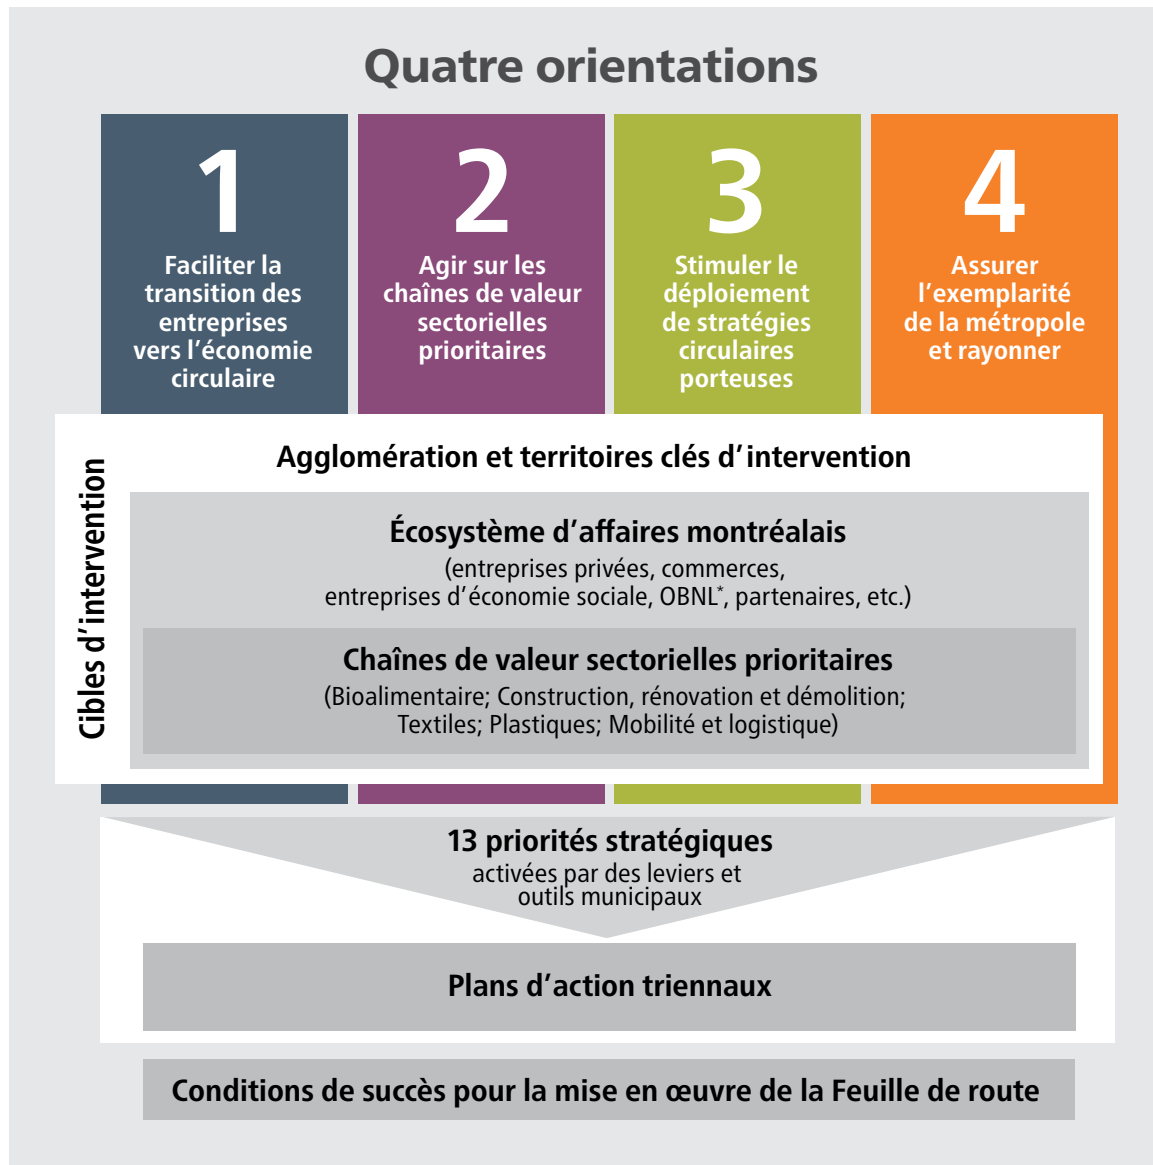 Quatre orientations
1
Faciliter la
transition des
entreprises
vers l'économie
circulaire
2
Agir sur les
chaînes de valeur
sectorielles
prioritaires
3
Stimuler le
déploiement
de stratégies
circulaires
porteuses
4
Assurer
l'exemplarité
de la métropole
et rayonner
Cibles d'intervention
Agglomération et territoires clés d'intervention
Écosystème d'affaires montréalais
(entreprises privées, commerces,
entreprises d'économie sociale, OBNL*, partenaires, etc.)
Chaînes de valeur sectorielles prioritaires
(Bioalimentaire; Construction, rénovation et démolition;
Textiles; Plastiques; Mobilité et logistique)
13 priorités stratégiques
activées par des leviers et
outils municipaux
Plans d'action triennaux
Conditions de succès pour la mise en œuvre de la Feuille de route